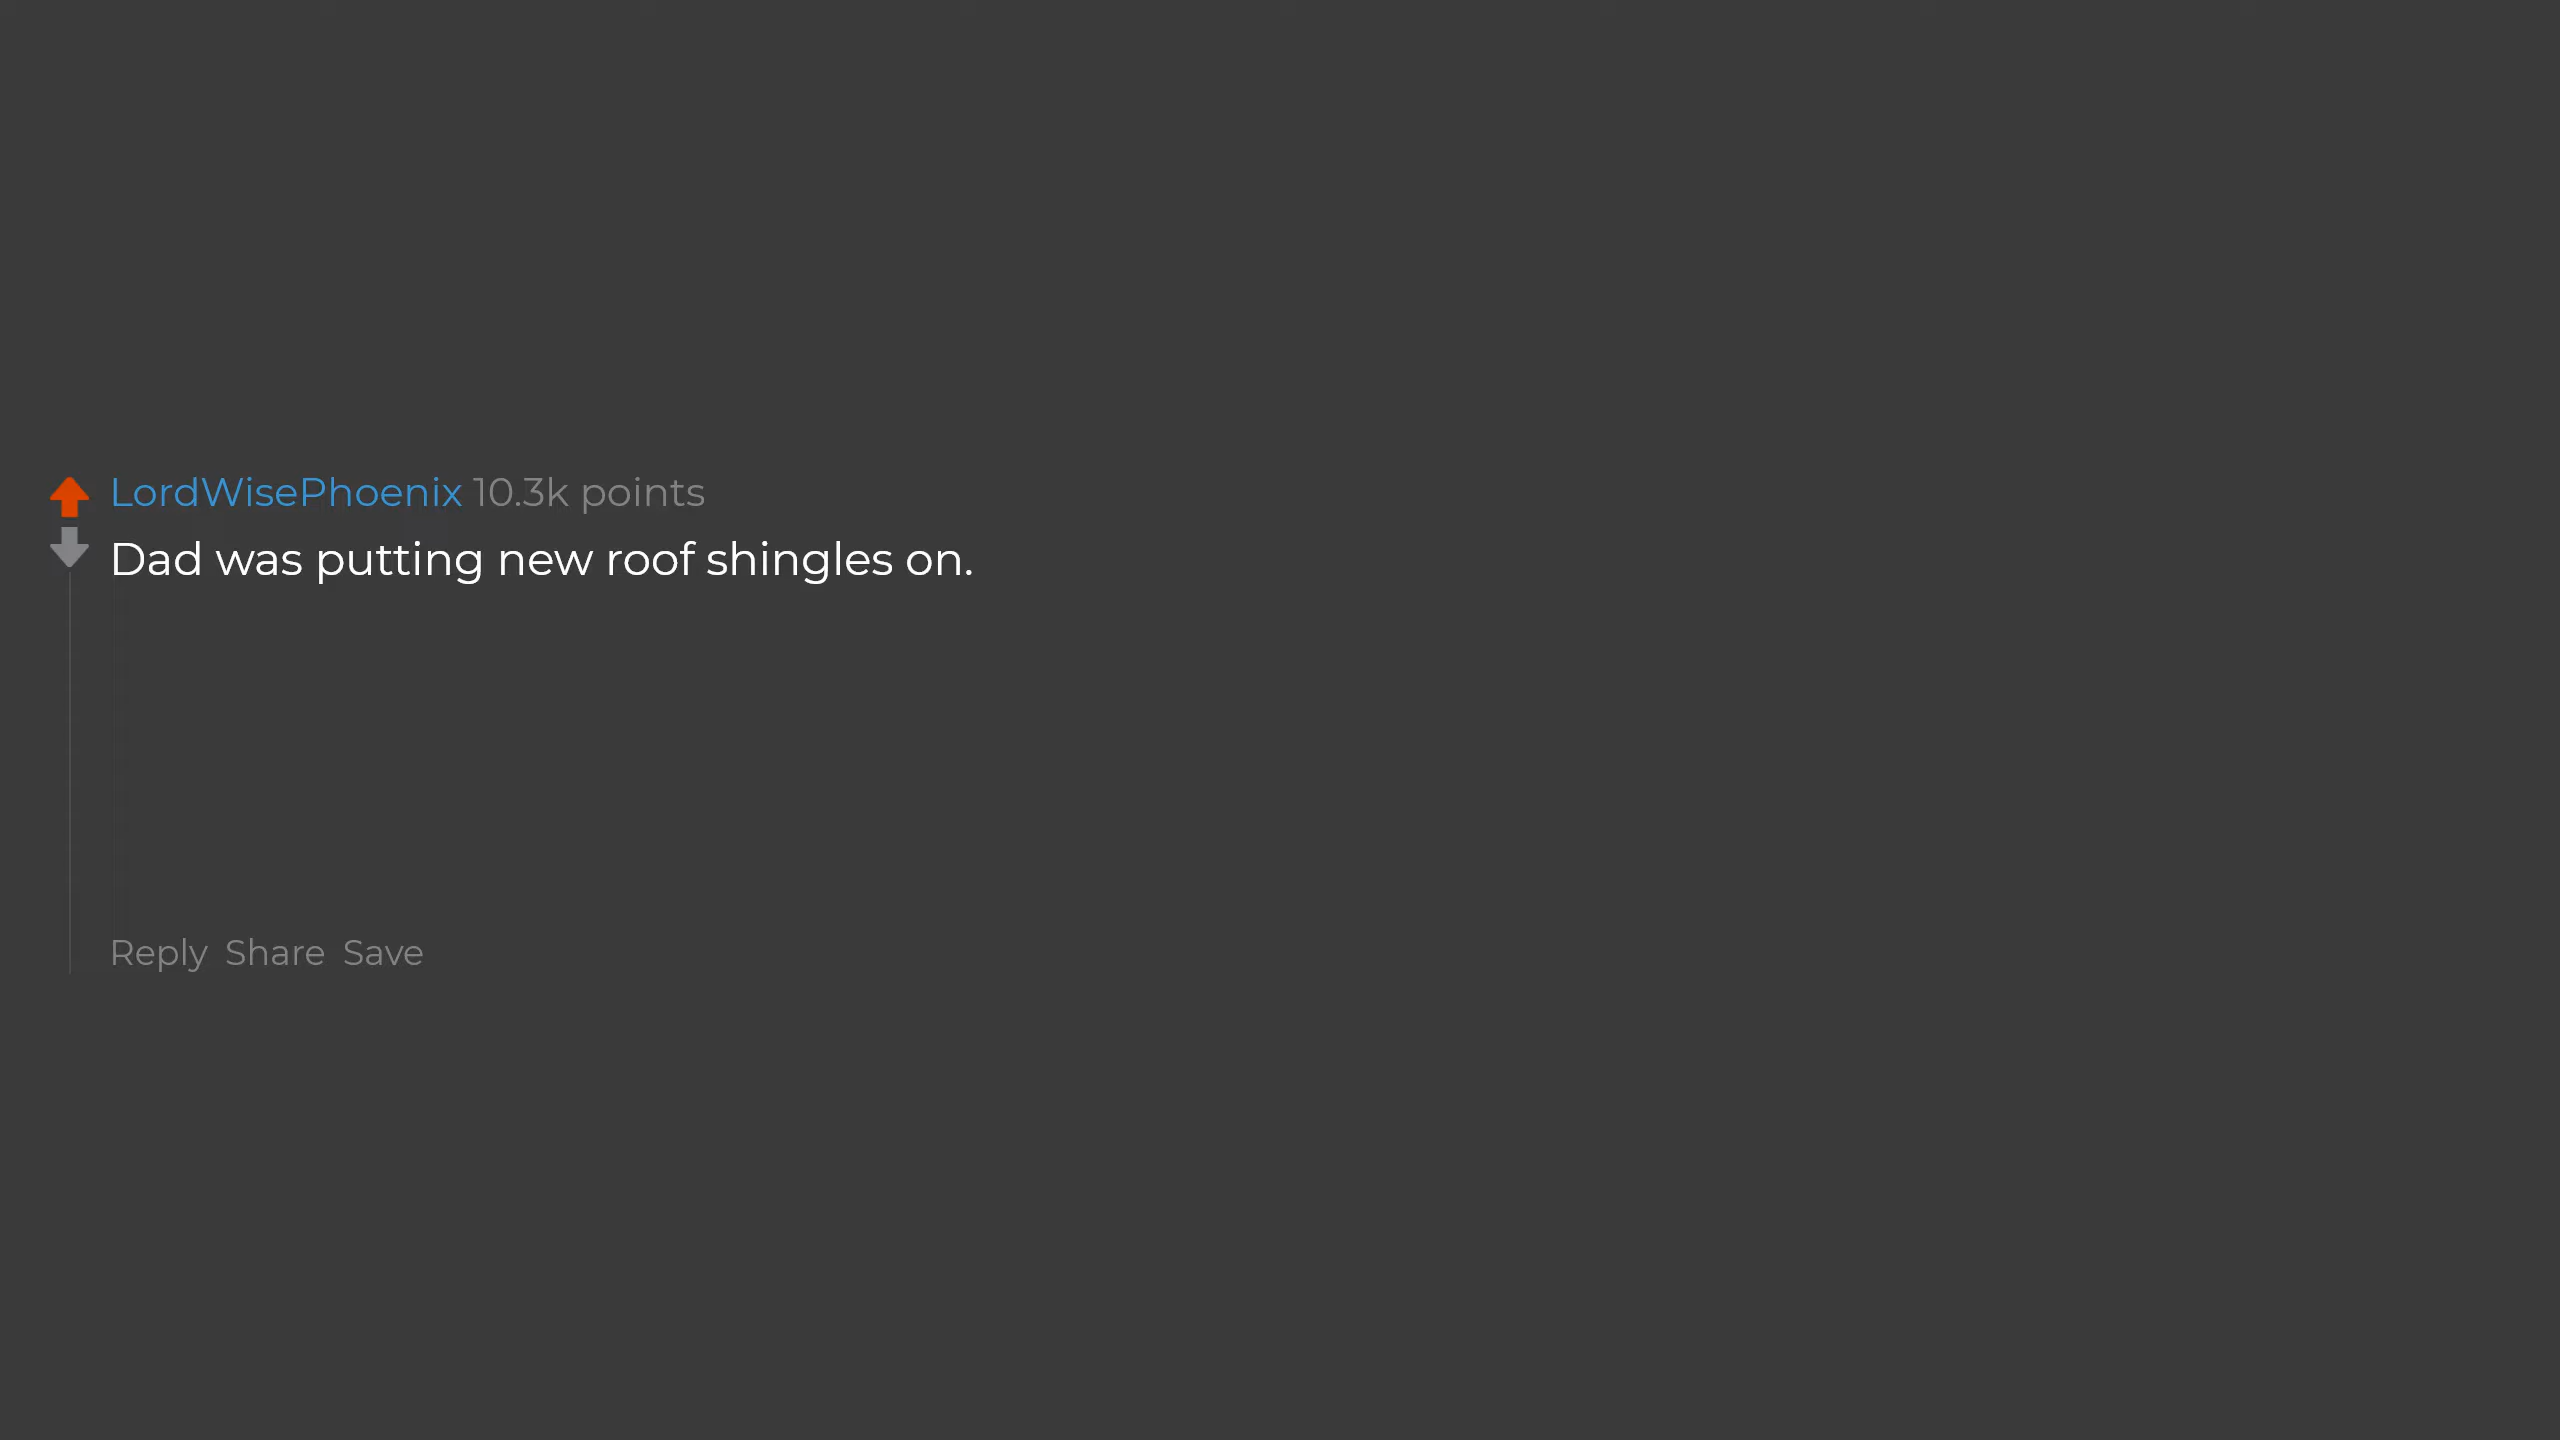 LordWisePhoenix 10.3k points
Dad was putting new roof shingles on.
Reply Share Save